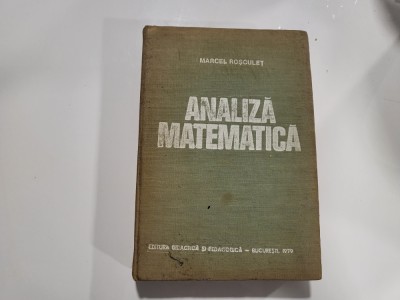 MARCEL ROȘCULEȚ
ANALIZĂ
MATEMATICĂ
EDITURA DIDACTICĂ ȘI PEDAGOGICĂ - BUCUREȘTI, 1979